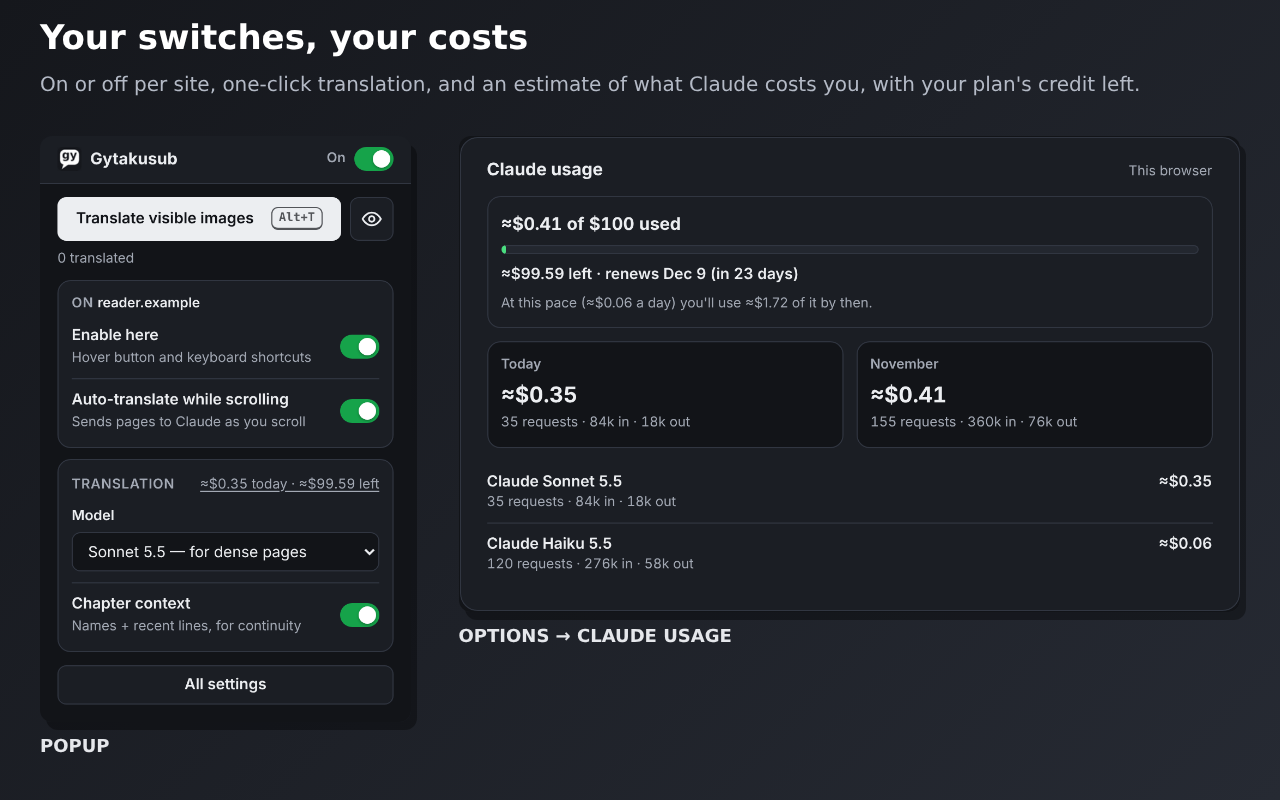 Your switches, your costs
On or off per site, one-click translation, and an estimate of what Claude costs you, with your plan's credit left.
gy Gytakusub On
Translate visible images Alt+T
0 translated
ON reader.example
Enable here
Hover button and keyboard shortcuts
Auto-translate while scrolling
Sends pages to Claude as you scroll
TRANSLATION ≈$0.35 today · ≈$99.59 left
Model
Sonnet 5.5 — for dense pages
Chapter context
Names + recent lines, for continuity
All settings
POPUP
Claude usage This browser
≈$0.41 of $100 used
≈$99.59 left · renews Dec 9 (in 23 days)
At this pace (≈$0.06 a day) you'll use ≈$1.72 of it by then.
Today
≈$0.35
35 requests · 84k in · 18k out
November
≈$0.41
155 requests · 360k in · 76k out
Claude Sonnet 5.5 ≈$0.35
35 requests · 84k in · 18k out
Claude Haiku 5.5 ≈$0.06
120 requests · 276k in · 58k out
OPTIONS → CLAUDE USAGE